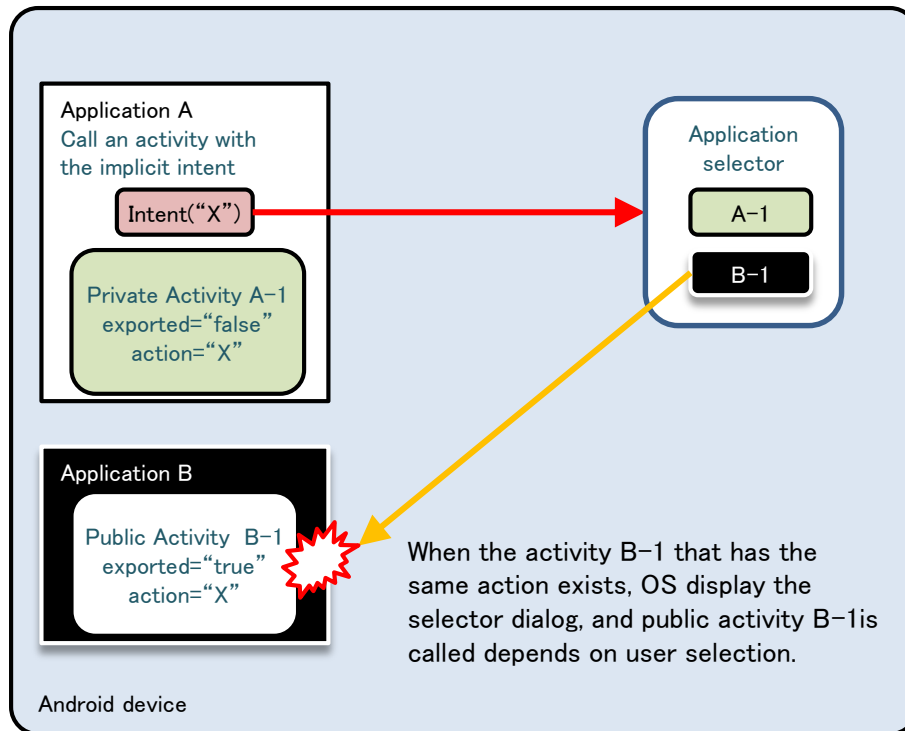 Application A
Call an activity with
the implicit intent
Intent(“X”)
Private Activity A-1
exported=“false”
action=“X”
Application
selector
A-1
B-1
Application B
Public Activity B-1
exported=“true”
action=“X”
When the activity B-1 that has the
same action exists, OS display the
selector dialog, and public activity B-1is
called depends on user selection.
Android device